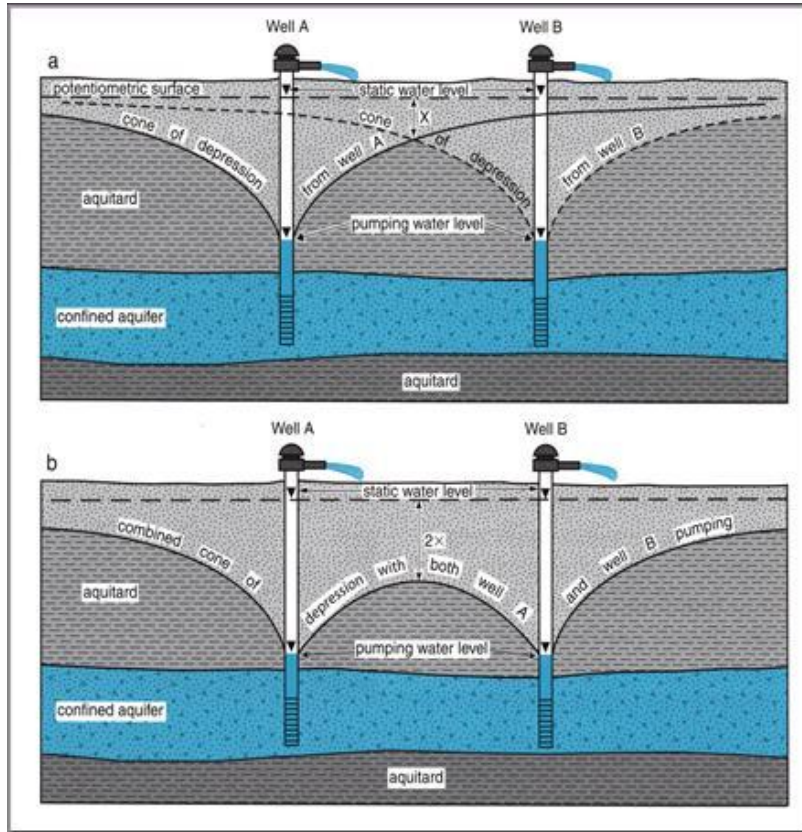 Well A
Well B
a
potentiometric surface
static water level
X
cone of depression
from well A
cone of depression
from well B
aquitard
pumping water level
confined aquifer
aquitard
Well A
Well B
b
static water level
2×
combined cone of
depression with both well A
and well B pumping
aquitard
pumping water level
confined aquifer
aquitard